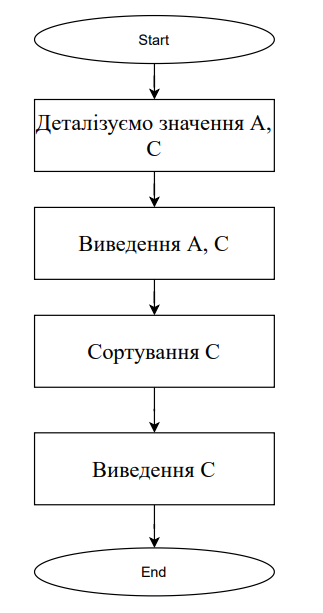 Start
Деталізуємо значення А,
С
Виведення А, С
Сортування С
Виведення С
End